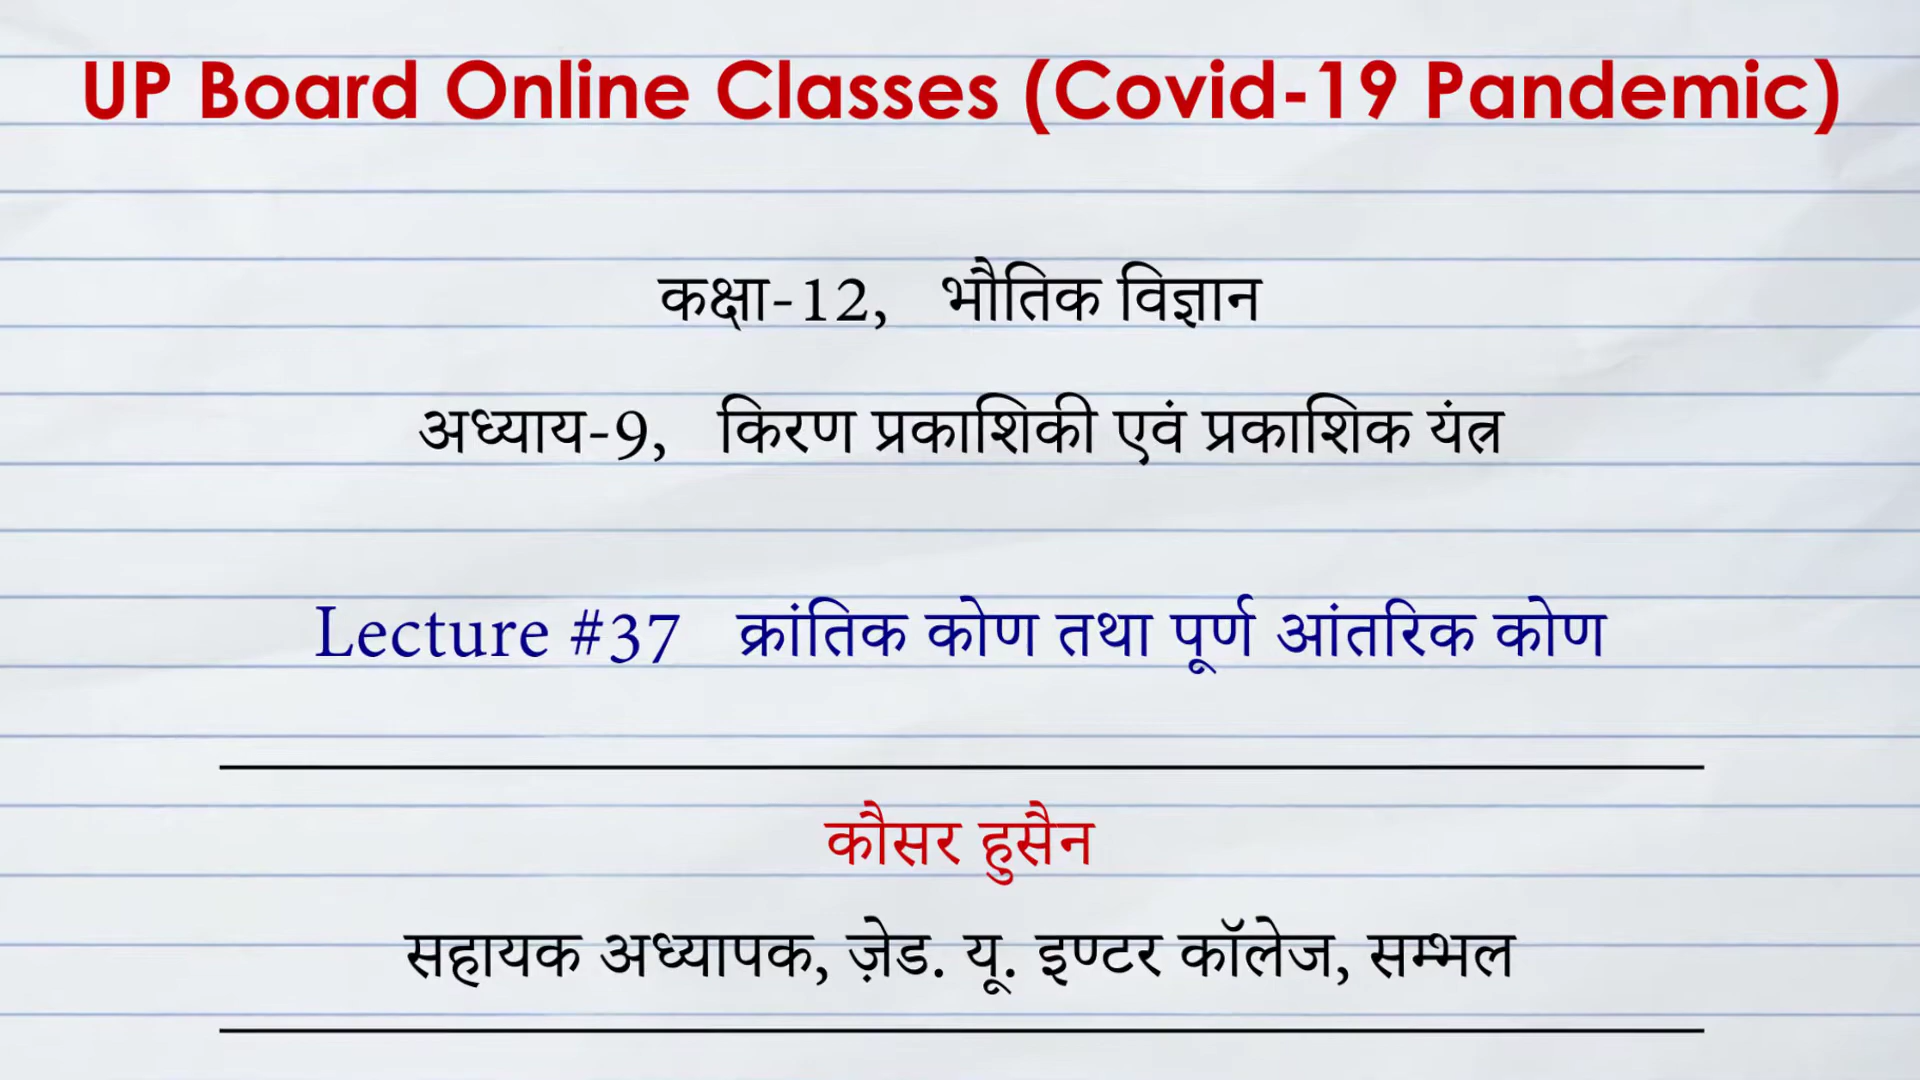 UP Board Online Classes (Covid-19 Pandemic)
कक्षा-12, भौतिक विज्ञान
अध्याय-9, किरण प्रकाशिकी एवं प्रकाशिक यंत्र
Lecture #37 क्रांतिक कोण तथा पूर्ण आंतरिक कोण
कौसर हुसैन
सहायक अध्यापक, ज़ेड. यू. इण्टर कॉलेज, सम्भल